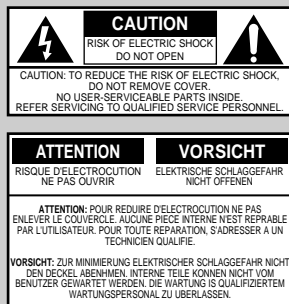 CAUTION
RISK OF ELECTRIC SHOCK
DO NOT OPEN
CAUTION: TO REDUCE THE RISK OF ELECTRIC SHOCK,
DO NOT REMOVE COVER.
NO USER-SERVICEABLE PARTS INSIDE.
REFER SERVICING TO QUALIFIED SERVICE PERSONNEL.
ATTENTION
RISQUE D'ELECTROCUTION
NE PAS OUVRIR
VORSICHT
ELEKTRISCHE SCHLAGGEFAHR
NICHT OFFENEN
ATTENTION: POUR REDUIRE D'ELECTROCUTION NE PAS
ENLEVER LE COUVERCLE. AUCUNE PIECE INTERNE N'EST REPRABLE
PAR L'UTILISATEUR. POUR TOUTE REPARATION, S'ADRESSER A UN
TECHNICIEN QUALIFIE.
VORSICHT: ZUR MINIMIERUNG ELEKTRISCHER SCHLAGGEFAHR NICHT
DEN DECKEL ABENHMEN. INTERNE TEILE KONNEN NICHT VOM
BENUTZER GEWARTET WERDEN. DIE WARTUNG IS QUALIFIZIERTEM
WARTUNGSPERSONAL ZU UBERLASSEN.